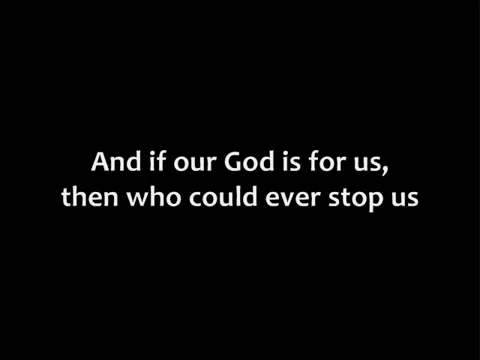 And if our God is for us,
then who could ever stop us